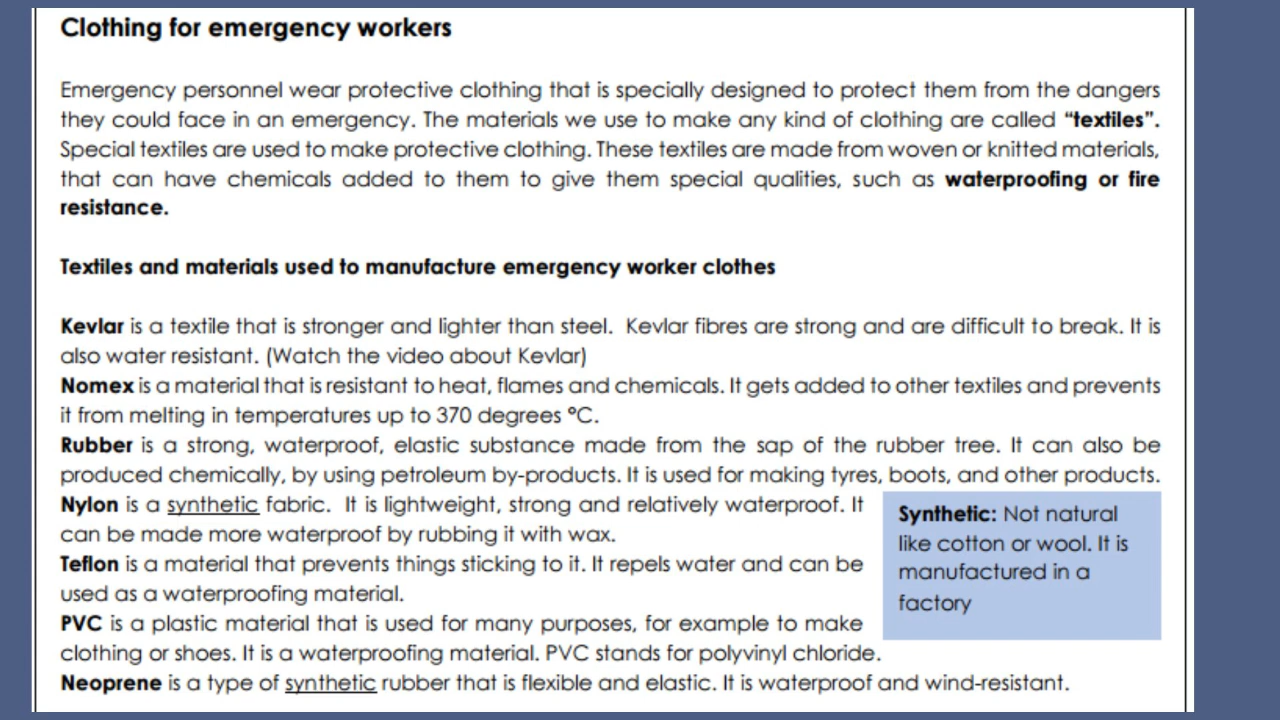 Clothing for emergency workers
Emergency personnel wear protective clothing that is specially designed to protect them from the dangers
they could face in an emergency. The materials we use to make any kind of clothing are called “textiles”.
Special textiles are used to make protective clothing. These textiles are made from woven or knitted materials,
that can have chemicals added to them to give them special qualities, such as waterproofing or fire
resistance.
Textiles and materials used to manufacture emergency worker clothes
Kevlar is a textile that is stronger and lighter than steel. Kevlar fibres are strong and are difficult to break. It is
also water resistant. (Watch the video about Kevlar)
Nomex is a material that is resistant to heat, flames and chemicals. It gets added to other textiles and prevents
it from melting in temperatures up to 370 degrees °C.
Rubber is a strong, waterproof, elastic substance made from the sap of the rubber tree. It can also be
produced chemically, by using petroleum by-products. It is used for making tyres, boots, and other products.
Nylon is a synthetic fabric. It is lightweight, strong and relatively waterproof. It
can be made more waterproof by rubbing it with wax.
Teflon is a material that prevents things sticking to it. It repels water and can be
used as a waterproofing material.
PVC is a plastic material that is used for many purposes, for example to make
clothing or shoes. It is a waterproofing material. PVC stands for polyvinyl chloride.
Neoprene is a type of synthetic rubber that is flexible and elastic. It is waterproof and wind-resistant.
Synthetic: Not natural
like cotton or wool. It is
manufactured in a
factory